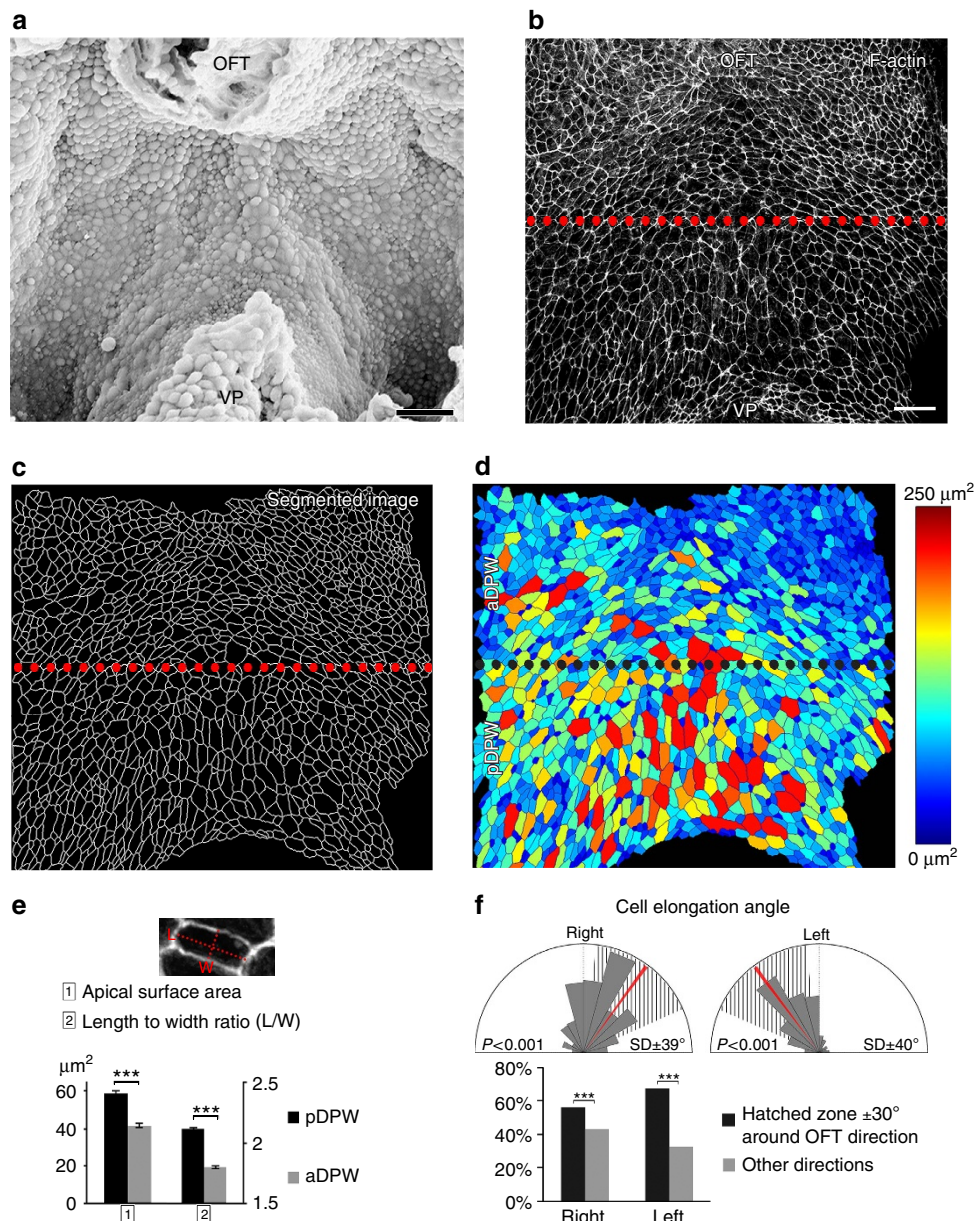 a
OFT
VP
b
OFT
F-actin
VP
c
Segmented image
d
aDPW
pDPW
250 μm²
0 μm²
e
L
W
1 Apical surface area
2 Length to width ratio (L/W)
μm²
60
40
20
0
***
***
2.5
2
1.5
1
2
pDPW
aDPW
f
Cell elongation angle
Right
Left
P<0.001
SD±39°
P<0.001
SD±40°
80%
60%
40%
20%
0%
***
***
Right
Left
Hatched zone ±30°
around OFT direction
Other directions